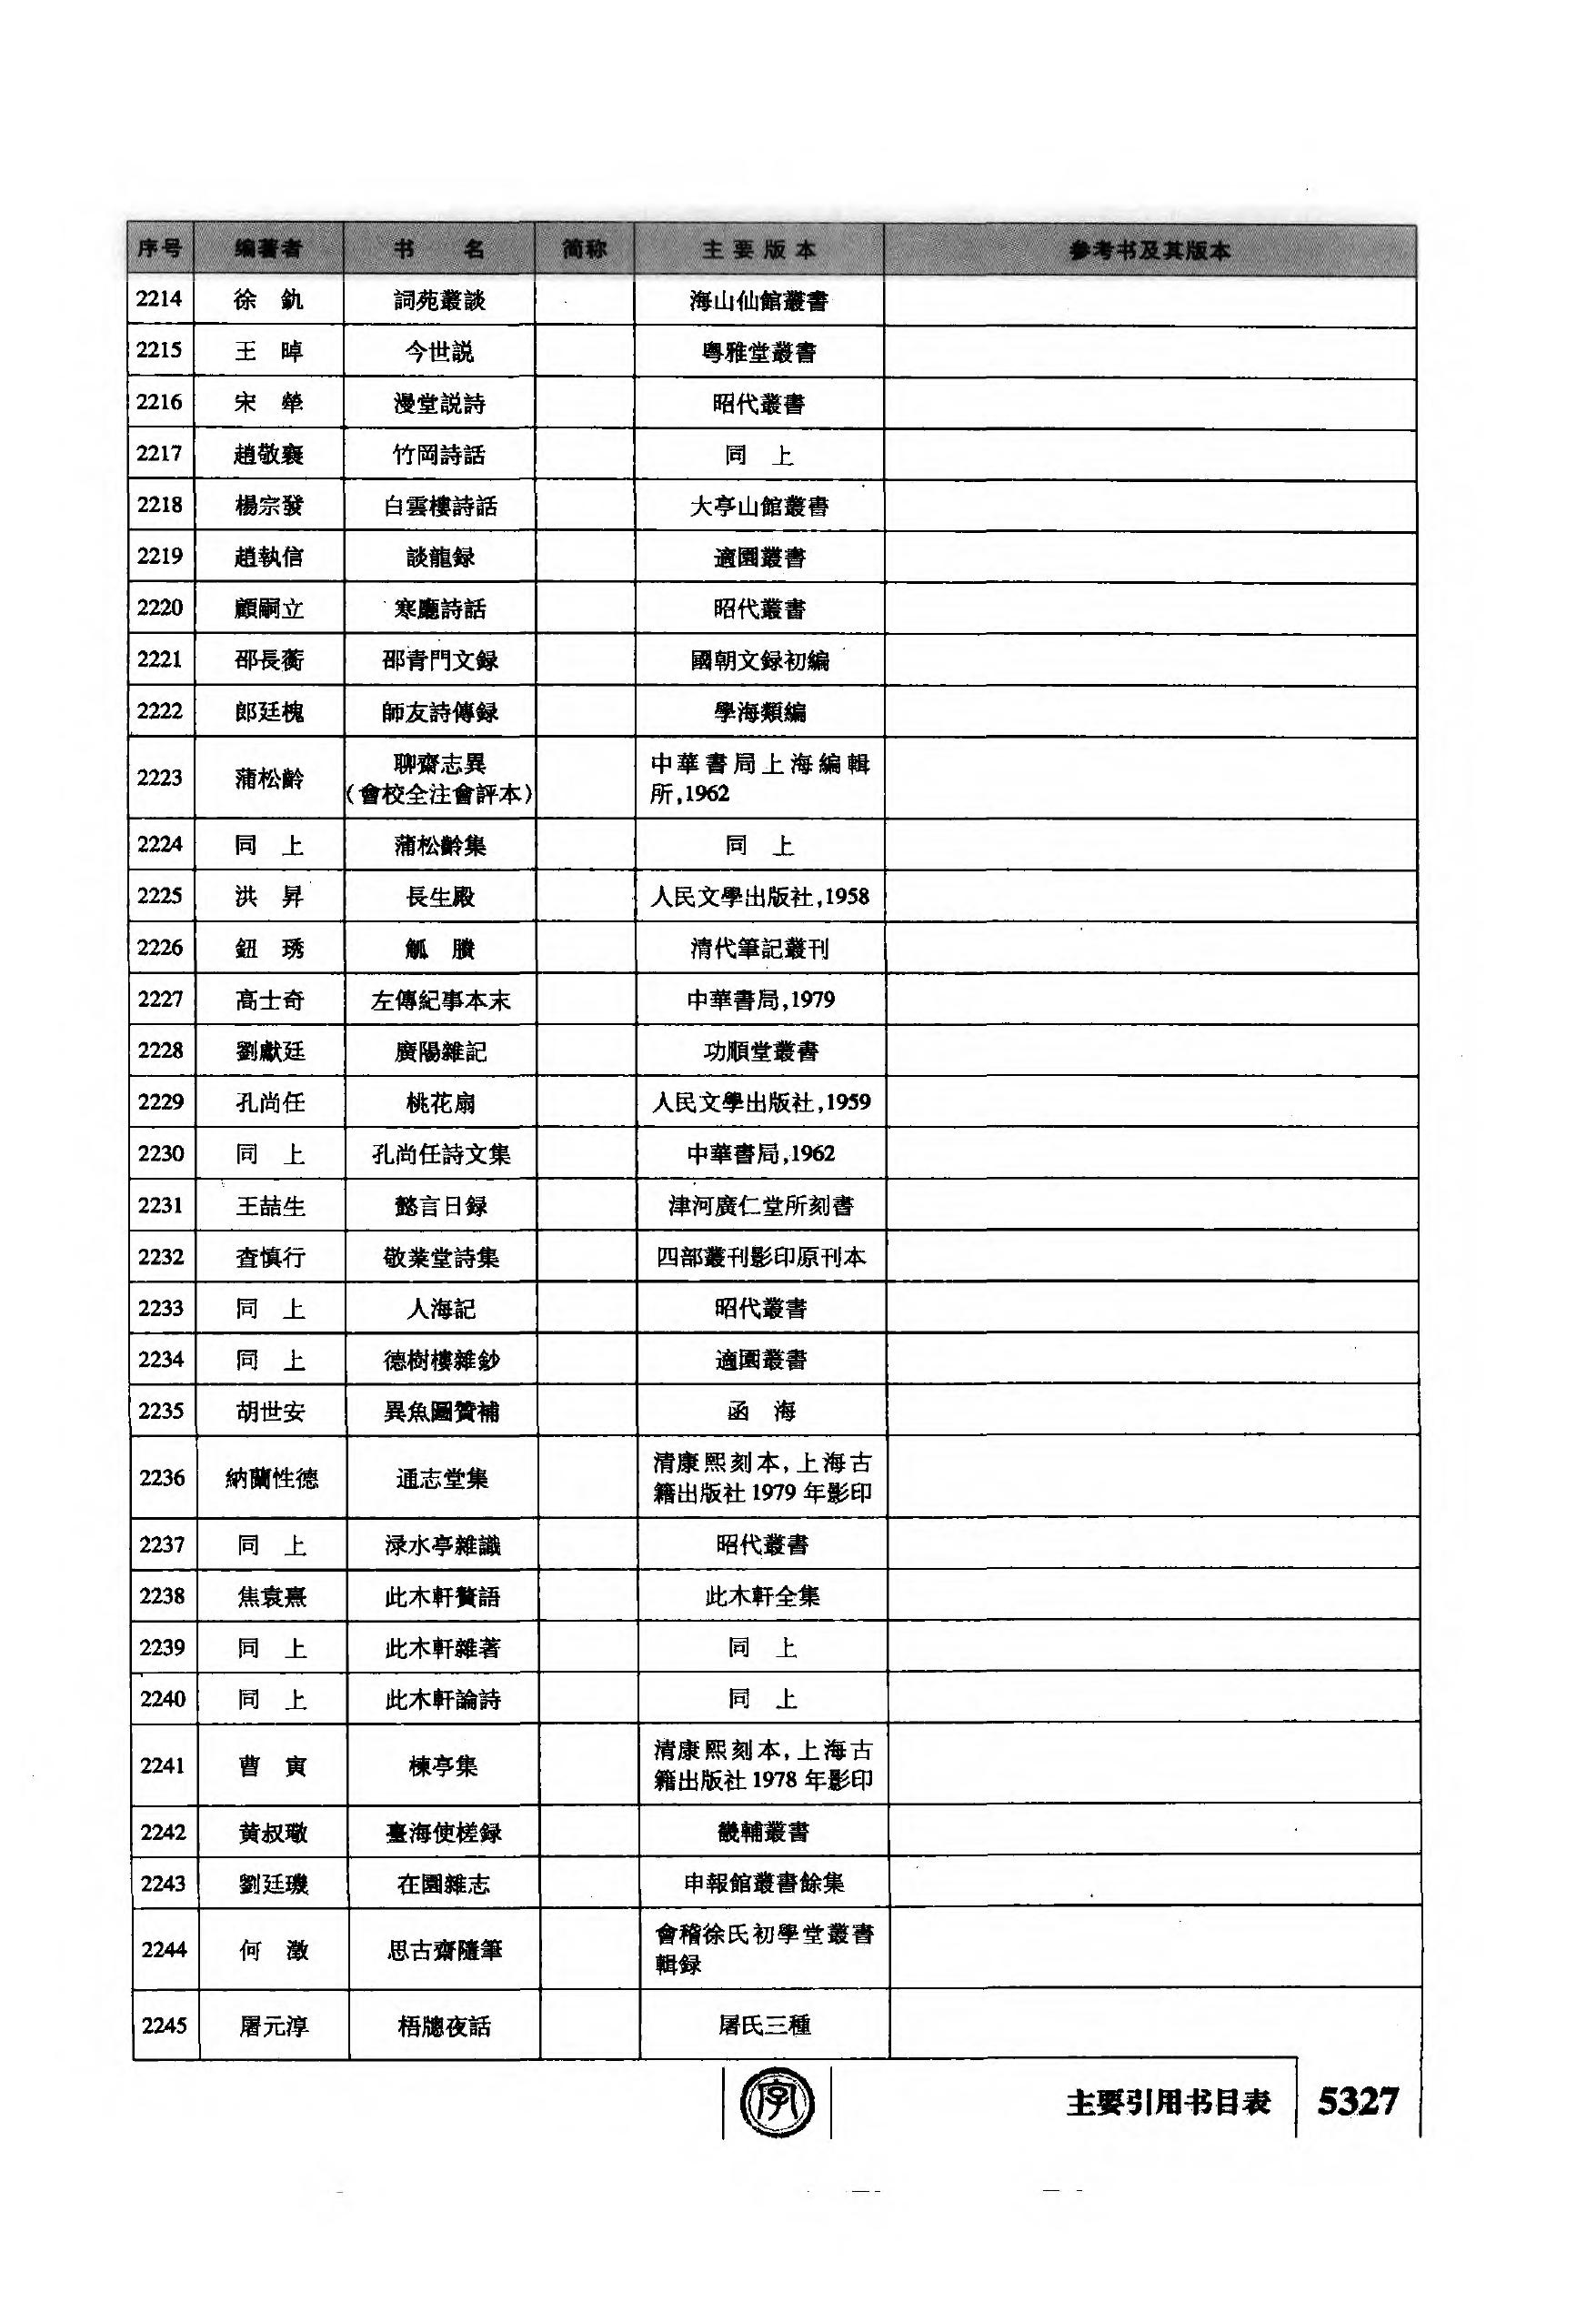 序号 编著者 书 名 简称 主要版本 参考书及其版本
2214 徐 釚 詞苑叢談 海山仙館叢書
2215 王 晫 今世説 粤雅堂叢書
2216 宋 犖 漫堂説詩 昭代叢書
2217 趙敬襄 竹岡詩話 同 上
2218 楊宗發 白雲樓詩話 大亭山館叢書
2219 趙執信 談龍録 適園叢書
2220 顧嗣立 寒廳詩話 昭代叢書
2221 邵長蘅 邵青門文録 國朝文録初編
2222 郎廷槐 師友詩傳録 學海類編
2223 蒲松齡 聊齋志異
(會校全注會評本) 中華書局上海編輯
所,1962
2224 同 上 蒲松齡集 同 上
2225 洪 昇 長生殿 人民文學出版社,1958
2226 鈕 琇 觚 賸 清代筆記叢刊
2227 高士奇 左傳紀事本末 中華書局,1979
2228 劉獻廷 廣陽雜記 功順堂叢書
2229 孔尚任 桃花扇 人民文學出版社,1959
2230 同 上 孔尚任詩文集 中華書局,1962
2231 王喆生 懿言日録 津河廣仁堂所刻書
2232 查慎行 敬業堂詩集 四部叢刊影印原刊本
2233 同 上 人海記 昭代叢書
2234 同 上 德樹樓雜鈔 適園叢書
2235 胡世安 異魚圖贊補 函 海
2236 納蘭性德 通志堂集 清康熙刻本,上海古
籍出版社1979年影印
2237 同 上 渌水亭雜識 昭代叢書
2238 焦袁熹 此木軒贅語 此木軒全集
2239 同 上 此木軒雜著 同 上
2240 同 上 此木軒論詩 同 上
2241 曹 寅 楝亭集 清康熙刻本,上海古
籍出版社1978年影印
2242 黄叔璥 臺海使槎録 畿輔叢書
2243 劉廷璣 在園雜志 申報館叢書餘集
2244 何 澂 思古齋隨筆 會稽徐氏初學堂叢書
輯録
2245 屠元淳 梧牕夜話 屠氏三種
字 主要引用书目表 5327